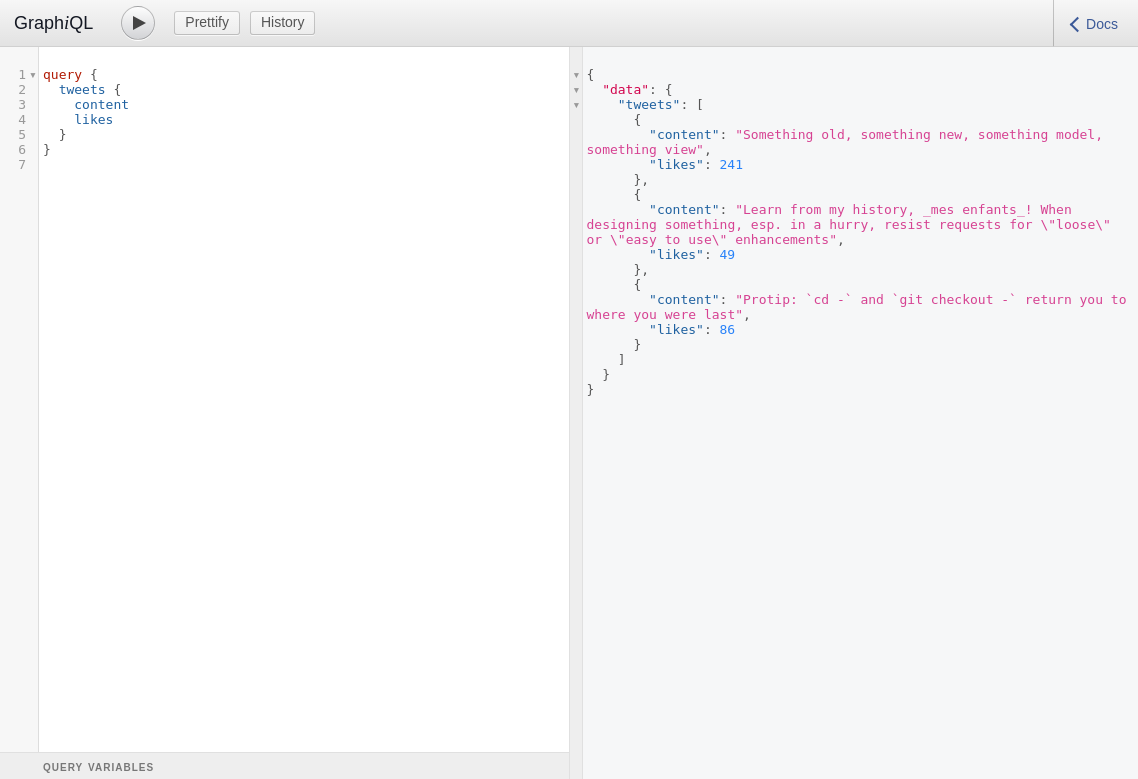 GraphiQL
Prettify
History
Docs
1 query {
2   tweets {
3     content
4     likes
5   }
6 }
7
QUERY VARIABLES
{
  "data": {
    "tweets": [
      {
        "content": "Something old, something new, something model,
something view",
        "likes": 241
      },
      {
        "content": "Learn from my history, _mes enfants_! When
designing something, esp. in a hurry, resist requests for \"loose\"
or \"easy to use\" enhancements",
        "likes": 49
      },
      {
        "content": "Protip: `cd -` and `git checkout -` return you to
where you were last",
        "likes": 86
      }
    ]
  }
}